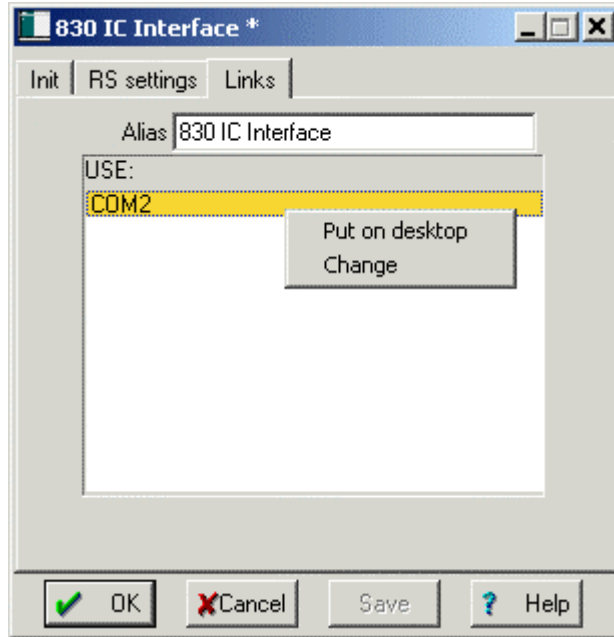 830 IC Interface *
Init RS settings Links
Alias 830 IC Interface
USE:
COM2
Put on desktop
Change
OK Cancel Save ? Help